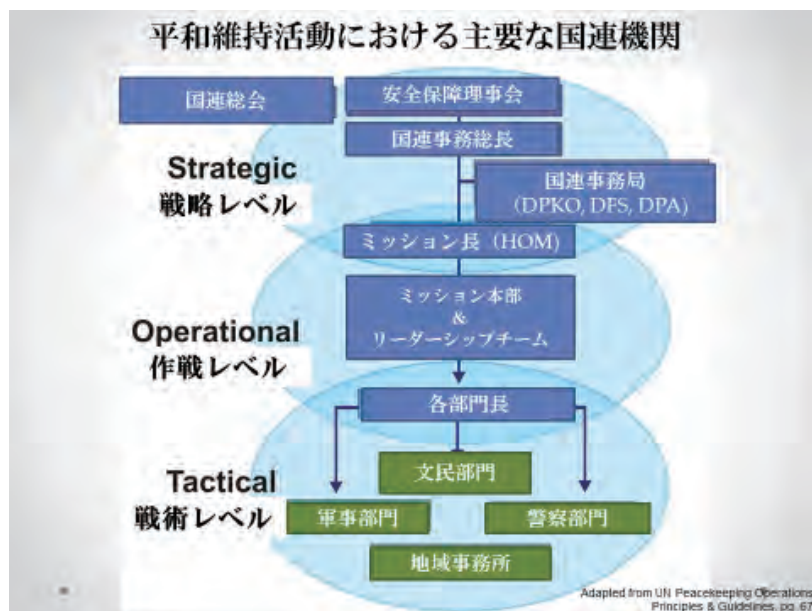 平和維持活動における主要な国連機関
国連総会
安全保障理事会
国連事務総長
Strategic
戦略レベル
国連事務局
(DPKO, DFS, DPA)
ミッション長 (HOM)
ミッション本部
&
リーダーシップチーム
Operational
作戦レベル
各部門長
文民部門
Tactical
戦術レベル
軍事部門
警察部門
地域事務所
Adapted from UN Peacekeeping Operations
Principles & Guidelines, pg. 67